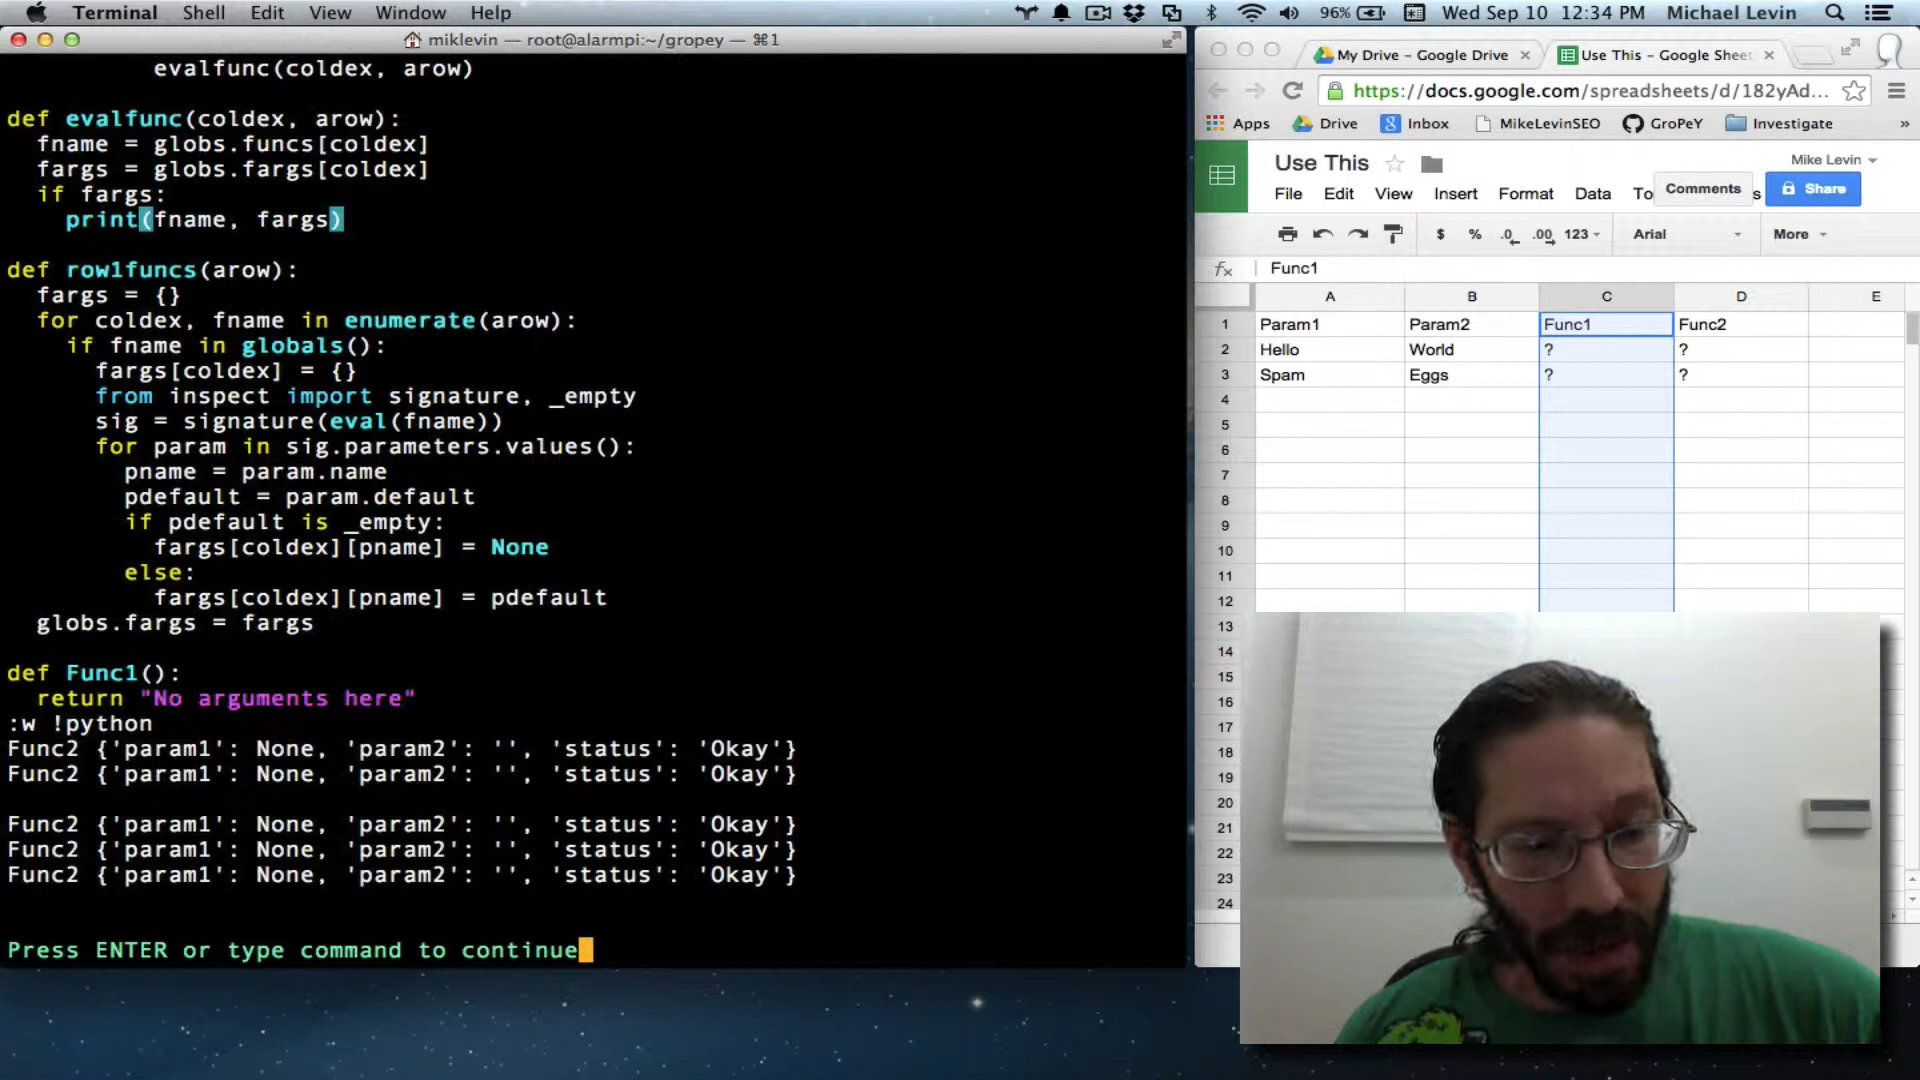 Terminal Shell Edit View Window Help 96% Wed Sep 10 12:34 PM Michael Levin
miklevin — root@alarmpi:~/gropey — ⌘1
evalfunc(coldex, arow)
def evalfunc(coldex, arow):
fname = globs.funcs[coldex]
fargs = globs.fargs[coldex]
if fargs:
print(fname, fargs)
def row1funcs(arow):
fargs = {}
for coldex, fname in enumerate(arow):
if fname in globals():
fargs[coldex] = {}
from inspect import signature, _empty
sig = signature(eval(fname))
for param in sig.parameters.values():
pname = param.name
pdefault = param.default
if pdefault is _empty:
fargs[coldex][pname] = None
else:
fargs[coldex][pname] = pdefault
globs.fargs = fargs
def Func1():
return "No arguments here"
:w !python
Func2 {'param1': None, 'param2': '', 'status': 'Okay'}
Func2 {'param1': None, 'param2': '', 'status': 'Okay'}
Func2 {'param1': None, 'param2': '', 'status': 'Okay'}
Func2 {'param1': None, 'param2': '', 'status': 'Okay'}
Func2 {'param1': None, 'param2': '', 'status': 'Okay'}
Press ENTER or type command to continue
My Drive - Google Drive × Use This - Google Sheet ×
https://docs.google.com/spreadsheets/d/182yAd...
Apps Drive Inbox MikeLevinSEO GroPeY Investigate »
Use This
Mike Levin
File Edit View Insert Format Data To Comments s Share
$ % .0 .00 123 Arial More
fx Func1
A B C D E
1 Param1 Param2 Func1 Func2
2 Hello World ? ?
3 Spam Eggs ? ?
4
5
6
7
8
9
10
11
12
13
14
15
16
17
18
19
20
21
22
23
24